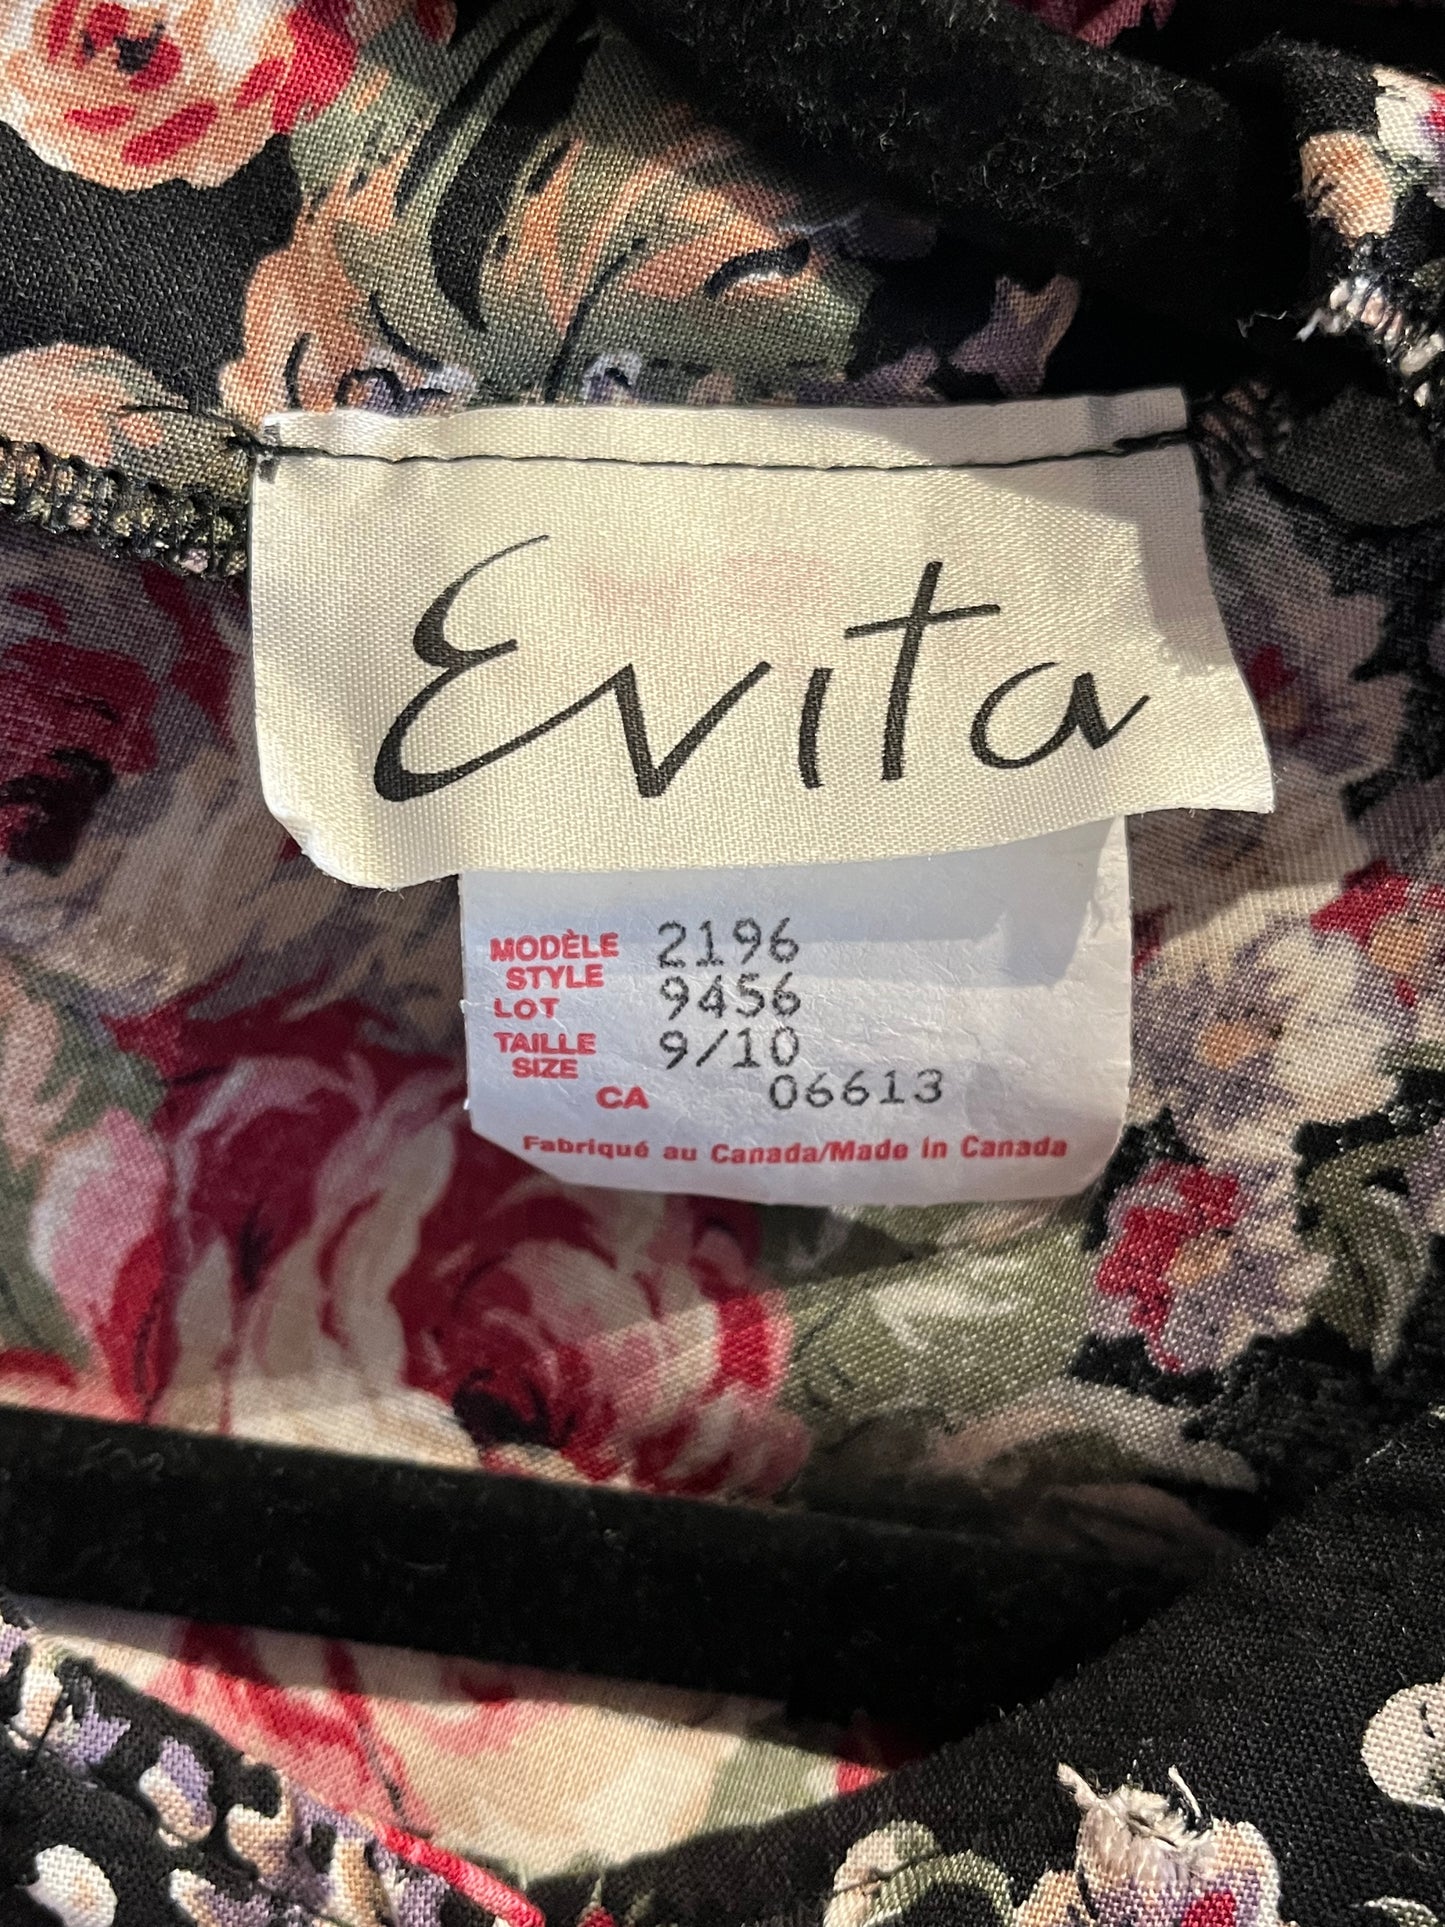 Evita
MODÈLE 2196
STYLE
LOT 9456
TAILLE 9/10
SIZE
CA 06613
Fabriqué au Canada/Made in Canada